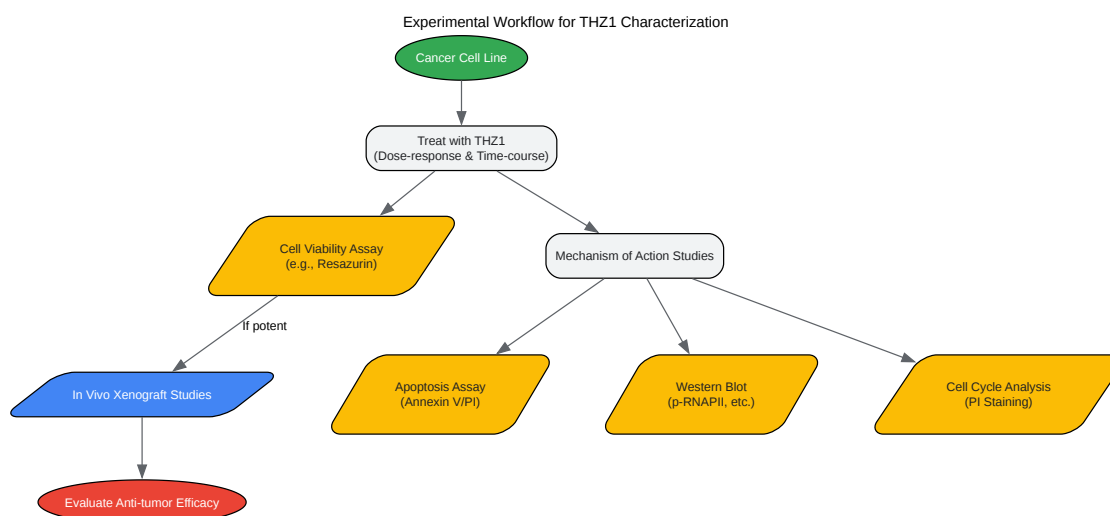 Experimental Workflow for THZ1 Characterization
Cancer Cell Line
Treat with THZ1
(Dose-response & Time-course)
Cell Viability Assay
(e.g., Resazurin)
Mechanism of Action Studies
If potent
In Vivo Xenograft Studies
Apoptosis Assay
(Annexin V/PI)
Western Blot
(p-RNAPII, etc.)
Cell Cycle Analysis
(PI Staining)
Evaluate Anti-tumor Efficacy